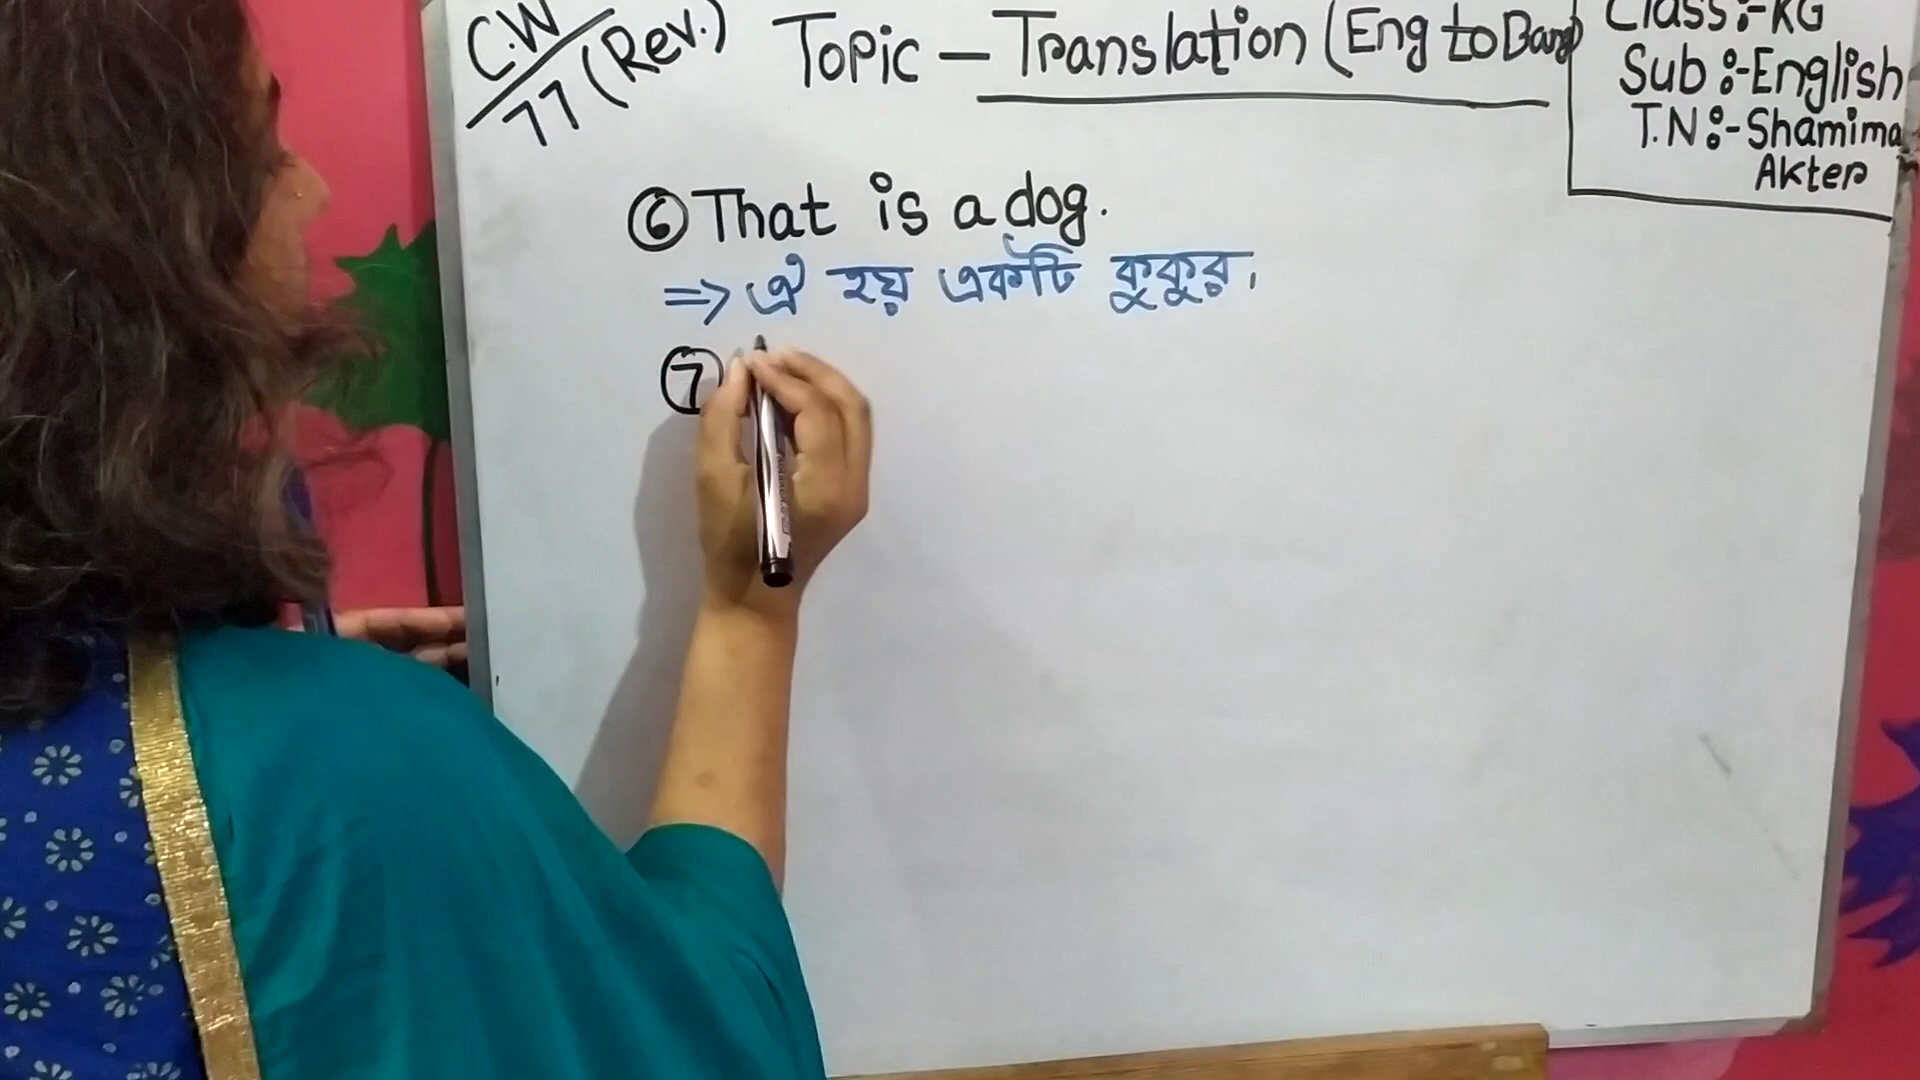 C.W/77 (Rev.)
Topic - Translation (Eng to Bang)
Class:- KG
Sub:- English
T.N:- Shamima
Akter
⑥ That is a dog.
⇒ ঐ হয় একটি কুকুর।
⑦